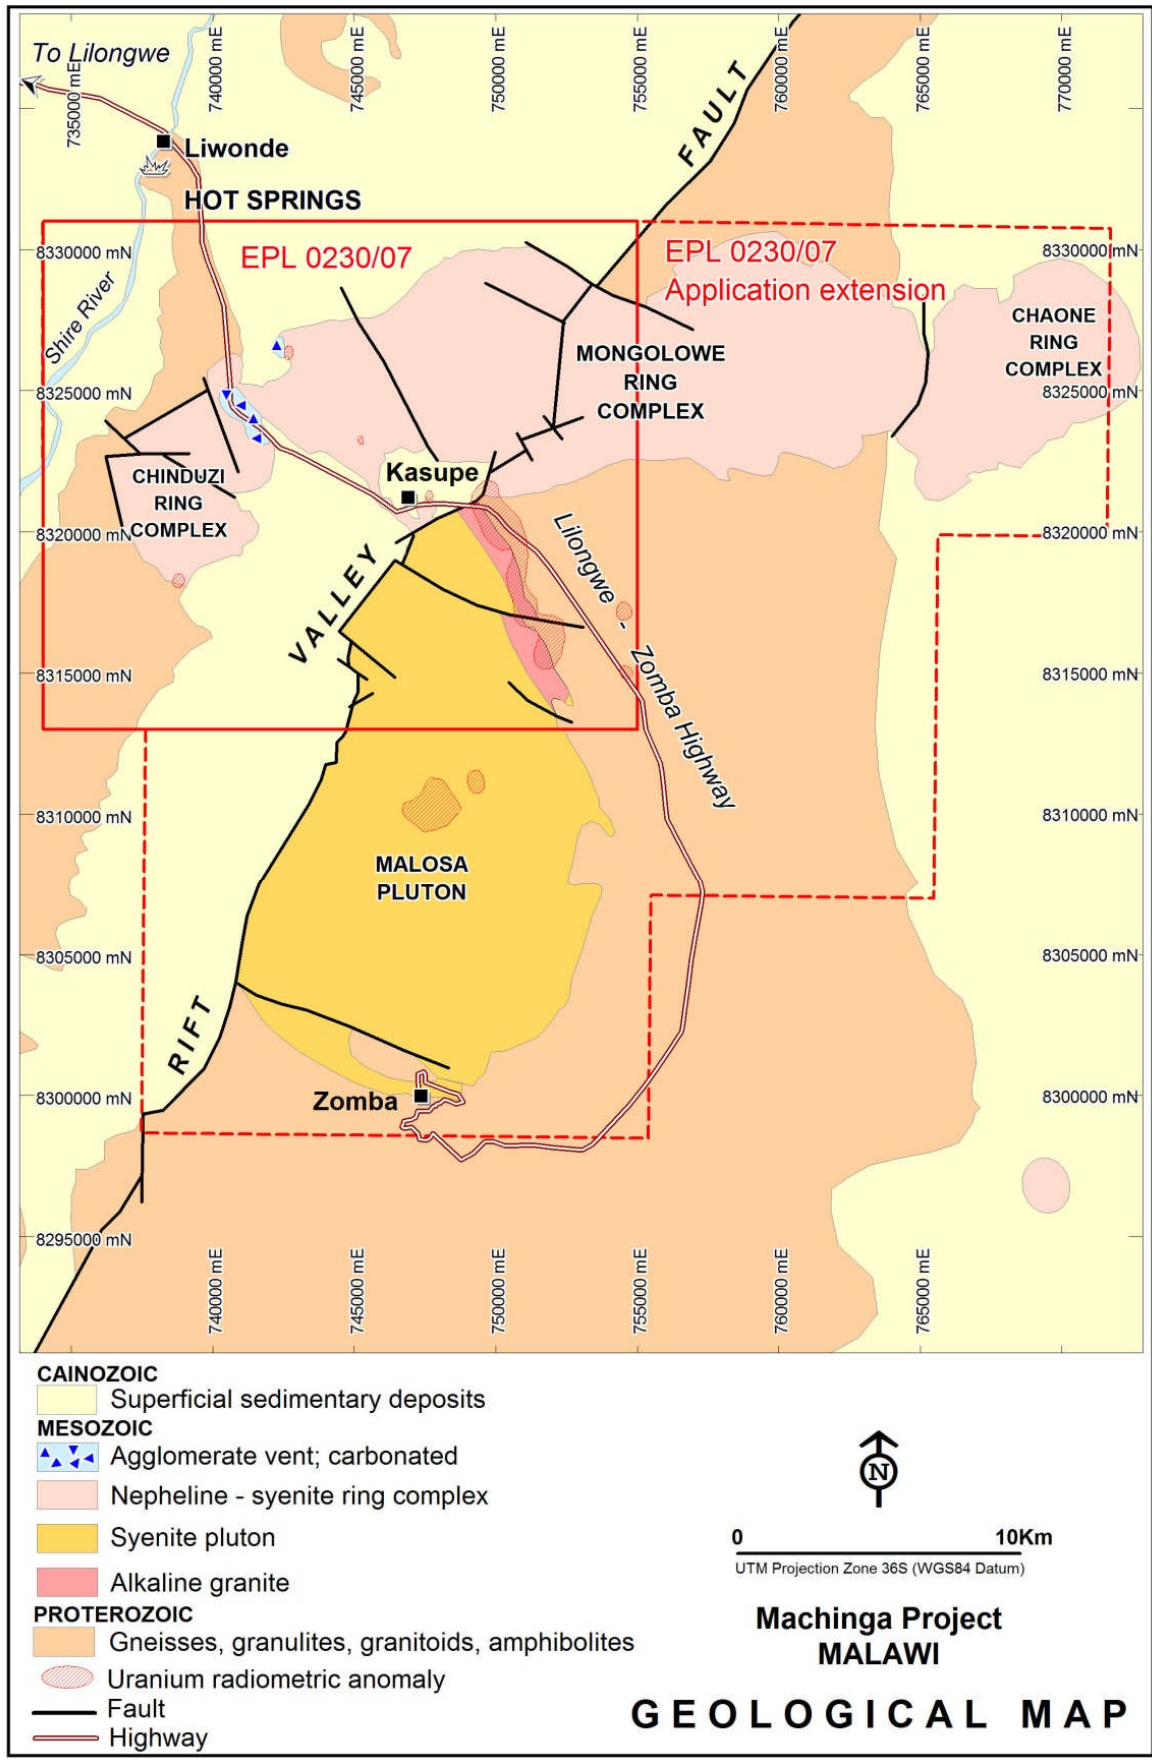 To Lilongwe
735000 mE
740000 mE
745000 mE
750000 mE
755000 mE
760000 mE
765000 mE
770000 mE
FAULT
Liwonde
HOT SPRINGS
8330000 mN
EPL 0230/07
EPL 0230/07
Application extension
8330000 mN
Shire River
CHAONE
RING
COMPLEX
MONGOLOWE
RING
COMPLEX
8325000 mN
8325000 mN
Kasupe
CHINDUZI
RING
COMPLEX
8320000 mN
8320000 mN
Lilongwe - Zomba Highway
VALLEY
8315000 mN
8315000 mN
8310000 mN
8310000 mN
MALOSA
PLUTON
8305000 mN
8305000 mN
RIFT
8300000 mN
Zomba
8300000 mN
8295000 mN
740000 mE
745000 mE
750000 mE
755000 mE
760000 mE
765000 mE
CAINOZOIC
Superficial sedimentary deposits
MESOZOIC
Agglomerate vent; carbonated
Nepheline - syenite ring complex
Syenite pluton
Alkaline granite
PROTEROZOIC
Gneisses, granulites, granitoids, amphibolites
Uranium radiometric anomaly
Fault
Highway
N
0 10Km
UTM Projection Zone 36S (WGS84 Datum)
Machinga Project
MALAWI
GEOLOGICAL MAP